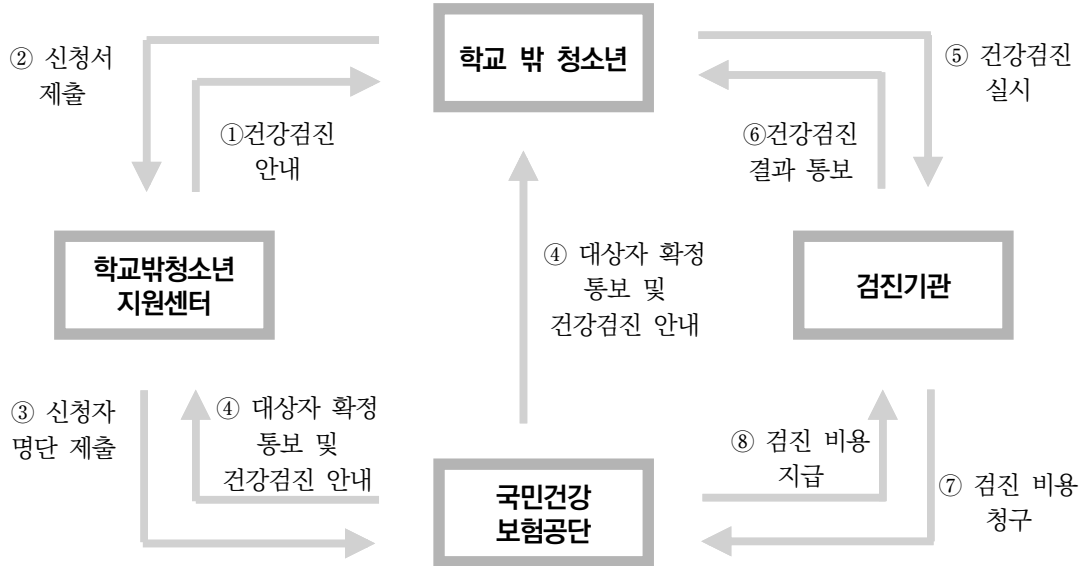 학교 밖 청소년
② 신청서
제출
①건강검진
안내
⑥건강검진
결과 통보
⑤ 건강검진
실시
학교밖청소년
지원센터
④ 대상자 확정
통보 및
건강검진 안내
검진기관
③ 신청자
명단 제출
④ 대상자 확정
통보 및
건강검진 안내
국민건강
보험공단
⑧ 검진 비용
지급
⑦ 검진 비용
청구